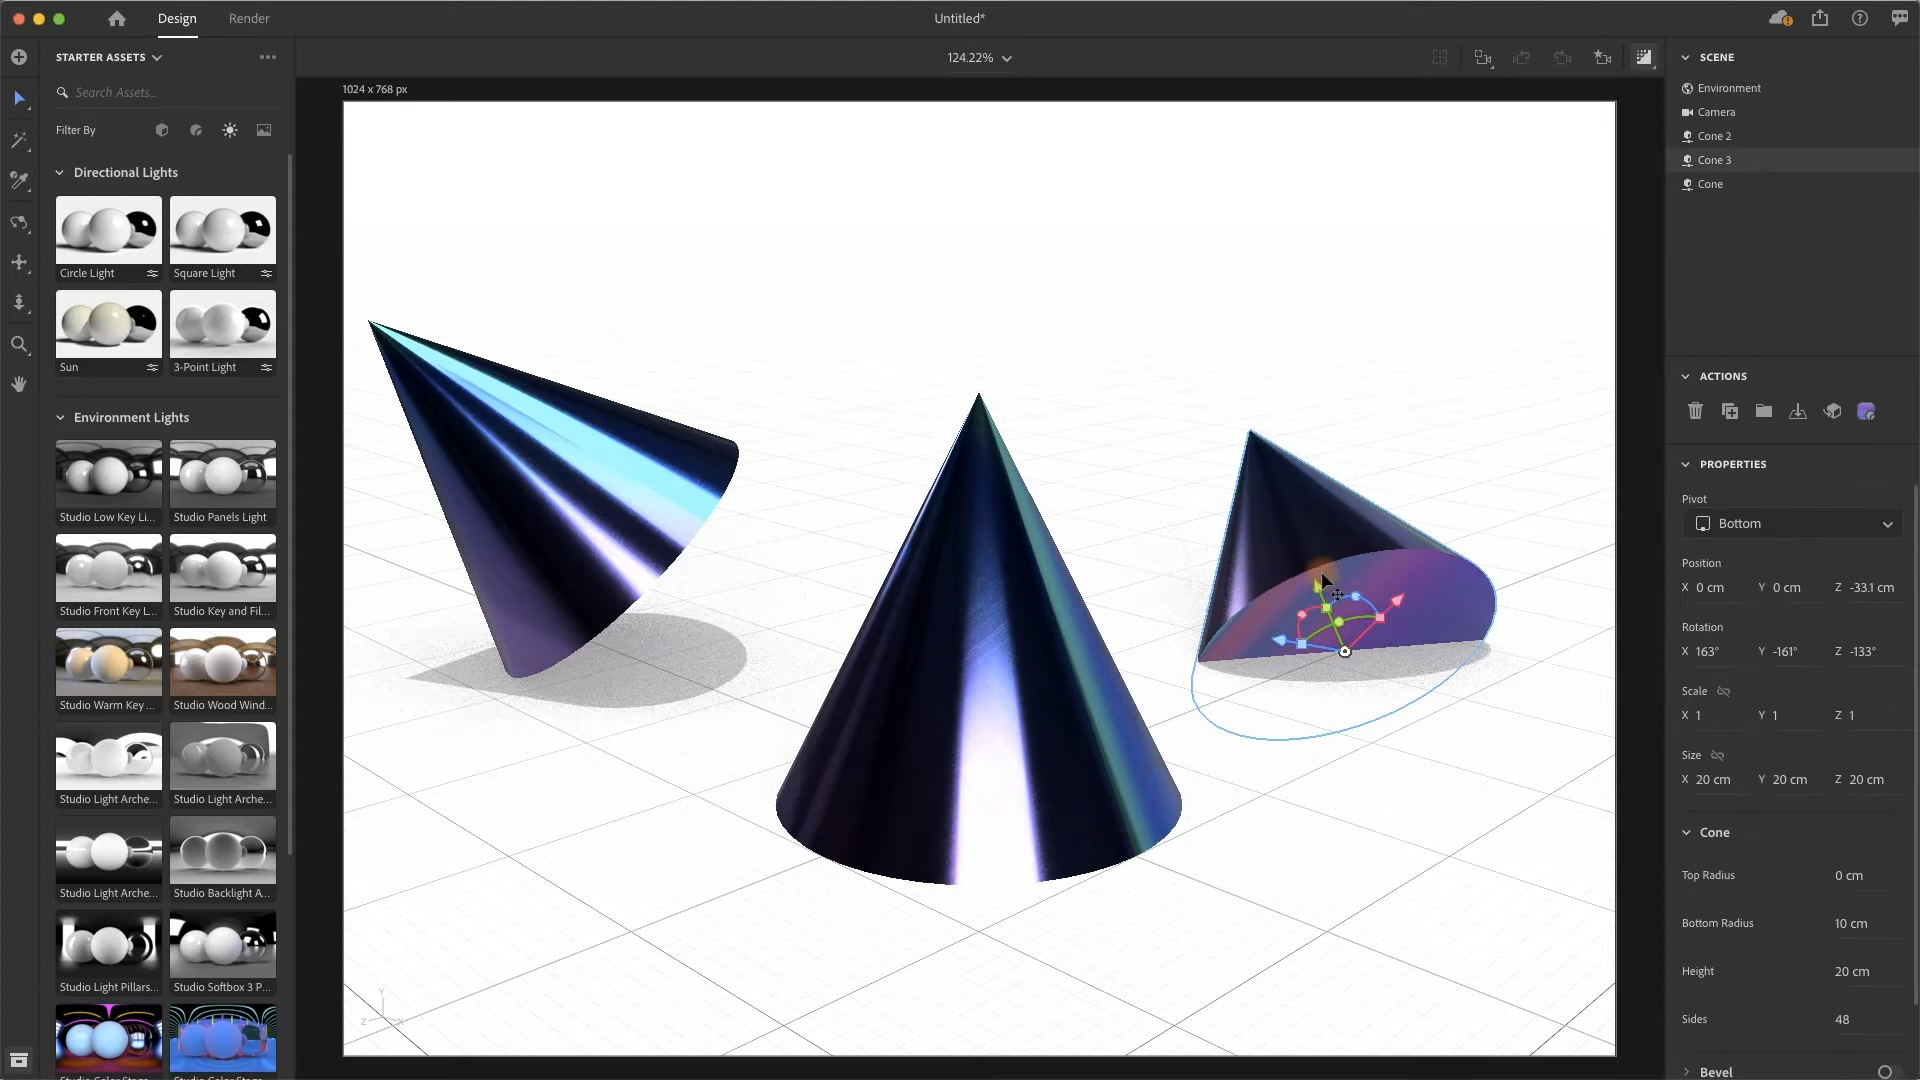 Design
Render
Untitled*
STARTER ASSETS
124.22%
Search Assets...
Filter By
1024 x 768 px
Directional Lights
Circle Light
Square Light
Sun
3-Point Light
Environment Lights
Studio Low Key Li...
Studio Panels Light
Studio Front Key L...
Studio Key and Fil...
Studio Warm Key ...
Studio Wood Wind...
Studio Light Arche...
Studio Light Arche...
Studio Light Arche...
Studio Backlight A...
Studio Light Pillars...
Studio Softbox 3 P...
Y
Z
X
SCENE
Environment
Camera
Cone 2
Cone 3
Cone
ACTIONS
PROPERTIES
Pivot
Bottom
Position
X 0 cm Y 0 cm Z -33.1 cm
Rotation
X 163° Y -161° Z -133°
Scale
X 1 Y 1 Z 1
Size
X 20 cm Y 20 cm Z 20 cm
Cone
Top Radius 0 cm
Bottom Radius 10 cm
Height 20 cm
Sides 48
Bevel